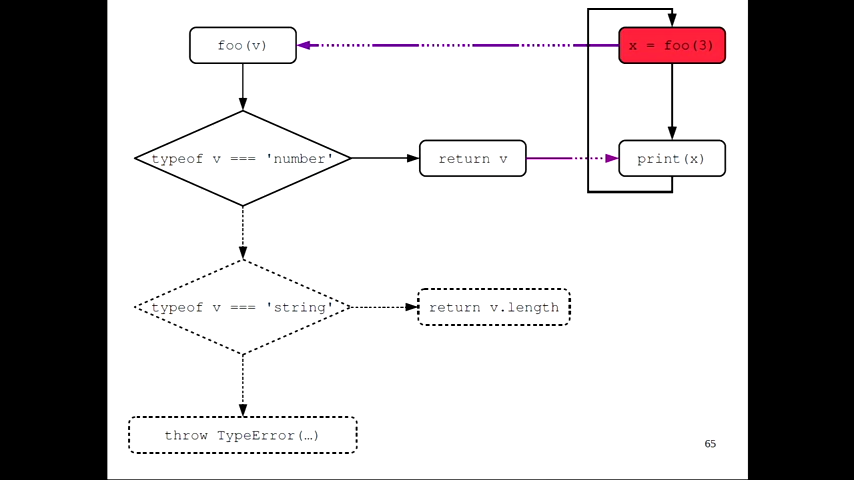 foo(v)
x = foo(3)
typeof v === 'number'
return v
print(x)
typeof v === 'string'
return v.length
throw TypeError(…)
65